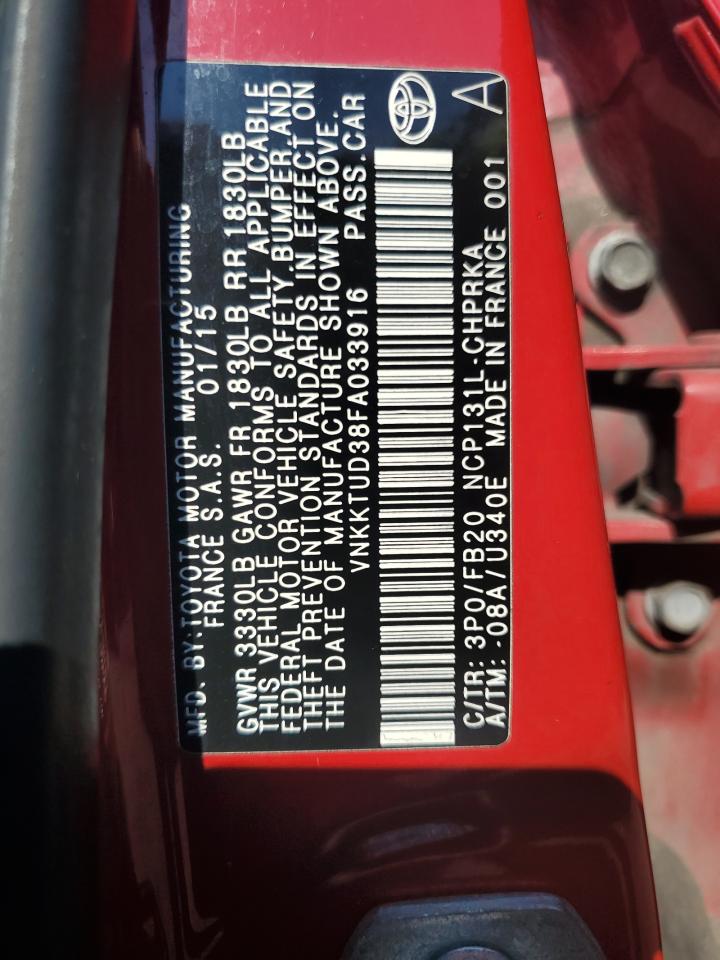 MFD. BY:TOYOTA MOTOR MANUFACTURING
FRANCE S.A.S. 01/15
GVWR 3330LB GAWR FR 1830LB RR 1830LB
THIS VEHICLE CONFORMS TO ALL APPLICABLE
FEDERAL MOTOR VEHICLE SAFETY,BUMPER,AND
THEFT PREVENTION STANDARDS IN EFFECT ON
THE DATE OF MANUFACTURE SHOWN ABOVE.
VNKKTUD38FA033916 PASS.CAR
C/TR: 3P0/FB20 NCP131L-CHPRKA
A/TM: -08A/U340E MADE IN FRANCE 001 A